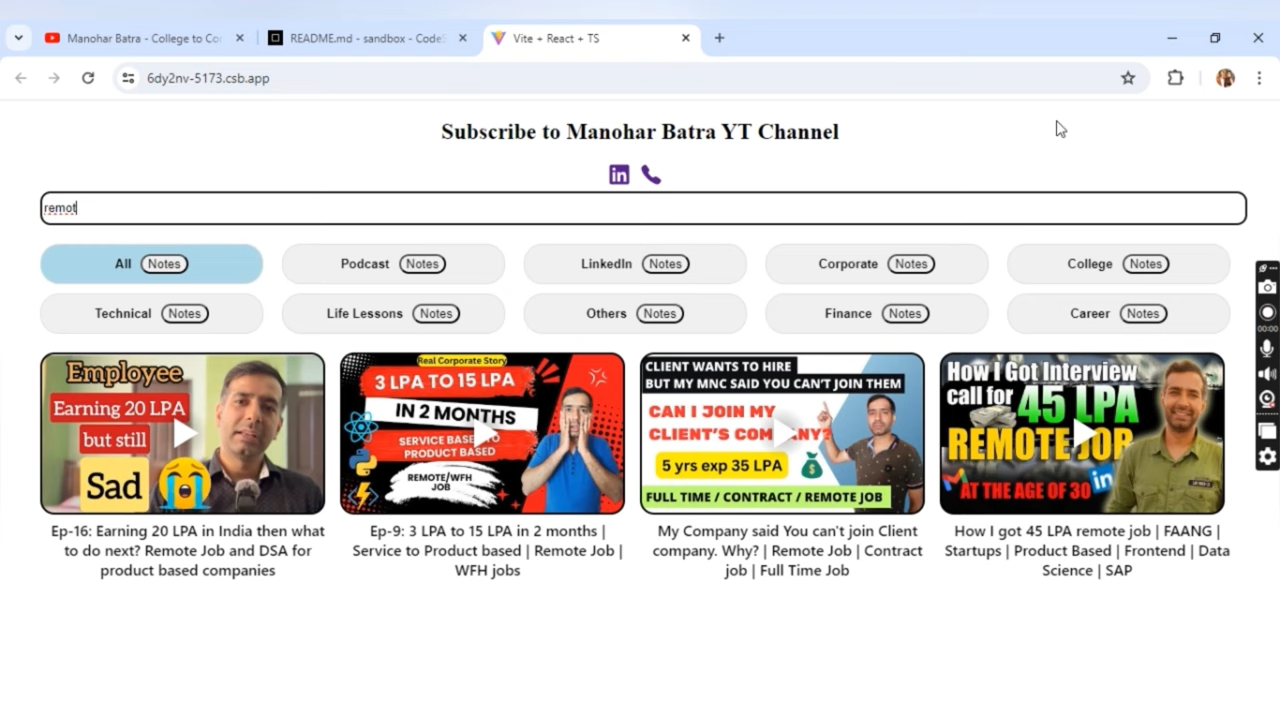 Manohar Batra - College to Co
README.md - sandbox - CodeS
Vite + React + TS
6dy2nv-5173.csb.app
Subscribe to Manohar Batra YT Channel
in
remot
All Notes
Podcast Notes
LinkedIn Notes
Corporate Notes
College Notes
Technical Notes
Life Lessons Notes
Others Notes
Finance Notes
Career Notes
Employee
Earning 20 LPA
but still
Sad
Real Corporate Story
3 LPA TO 15 LPA
IN 2 MONTHS
SERVICE BASED TO
PRODUCT BASED
REMOTE/WFH
JOB
CLIENT WANTS TO HIRE
BUT MY MNC SAID YOU CAN'T JOIN THEM
CAN I JOIN MY
CLIENT'S COMPANY?
5 yrs exp 35 LPA
FULL TIME / CONTRACT / REMOTE JOB
How I Got Interview
call for 45 LPA
REMOTE JOB
AT THE AGE OF 30
in
Ep-16: Earning 20 LPA in India then what
to do next? Remote Job and DSA for
product based companies
Ep-9: 3 LPA to 15 LPA in 2 months |
Service to Product based | Remote Job |
WFH jobs
My Company said You can't join Client
company. Why? | Remote Job | Contract
job | Full Time Job
How I got 45 LPA remote job | FAANG |
Startups | Product Based | Frontend | Data
Science | SAP
00:00